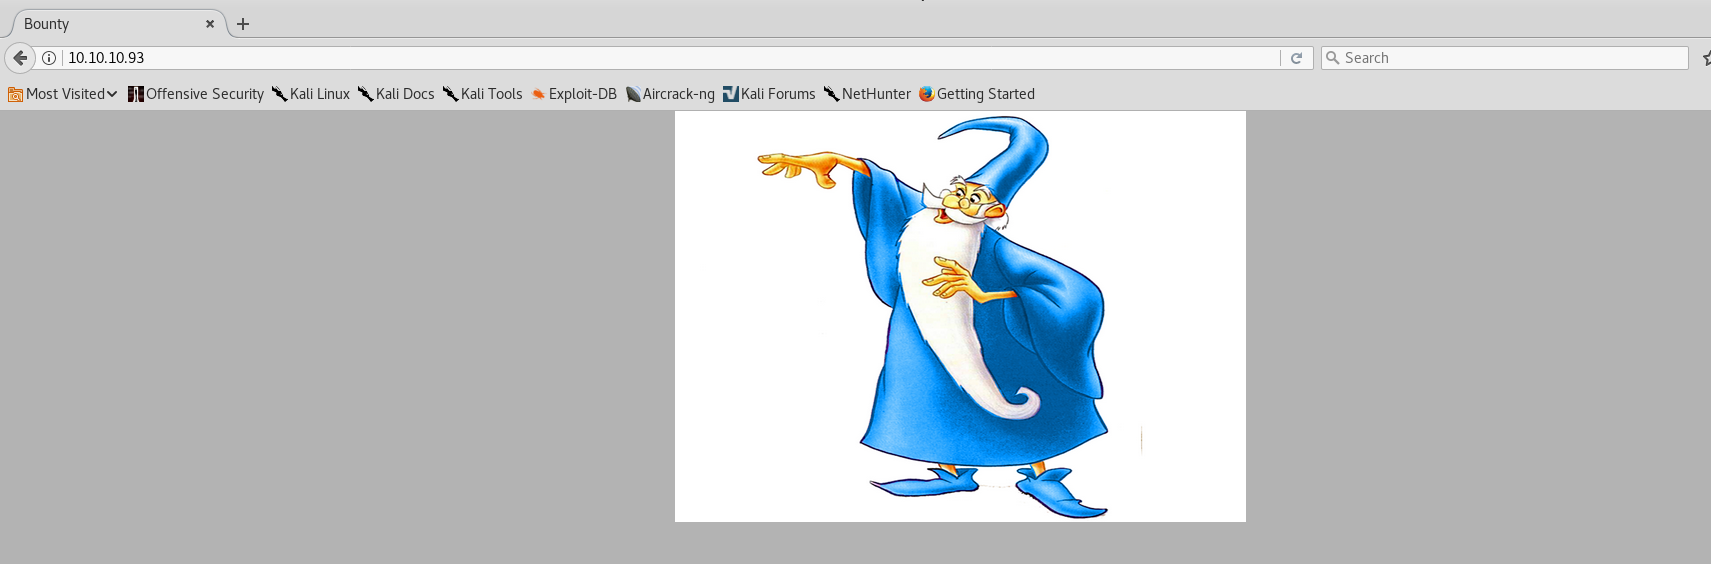 Bounty
10.10.10.93
Search
Most Visited Offensive Security Kali Linux Kali Docs Kali Tools Exploit-DB Aircrack-ng Kali Forums NetHunter Getting Started